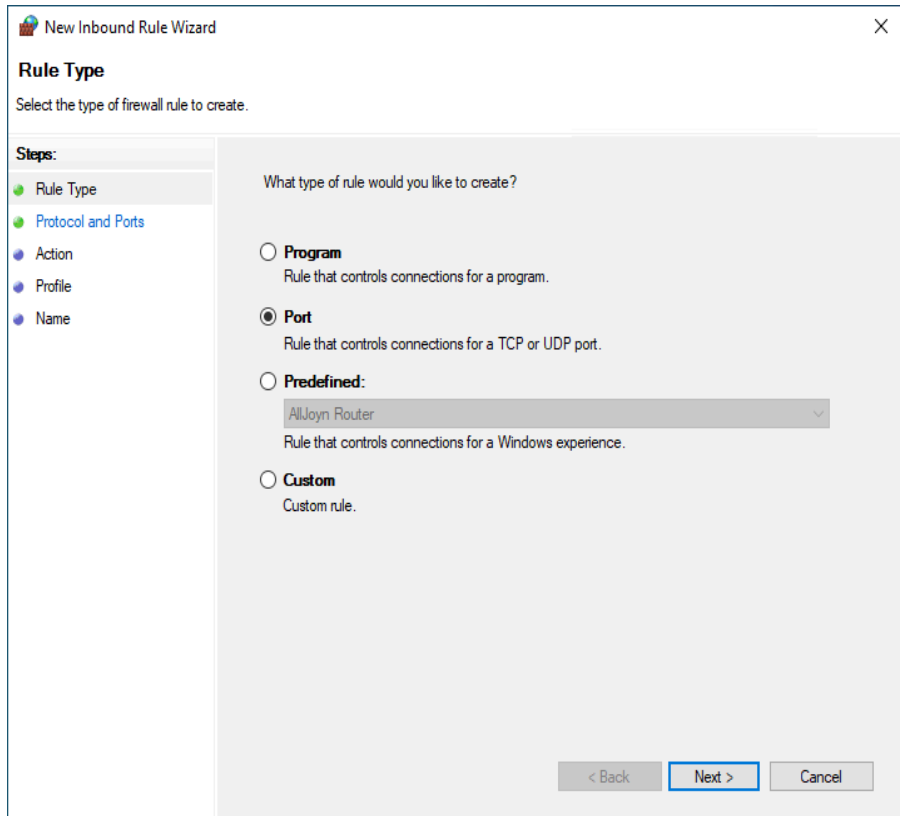 New Inbound Rule Wizard
Rule Type
Select the type of firewall rule to create.
Steps:
Rule Type
Protocol and Ports
Action
Profile
Name
What type of rule would you like to create?
Program
Rule that controls connections for a program.
Port
Rule that controls connections for a TCP or UDP port.
Predefined:
AllJoyn Router
Rule that controls connections for a Windows experience.
Custom
Custom rule.
< Back Next > Cancel